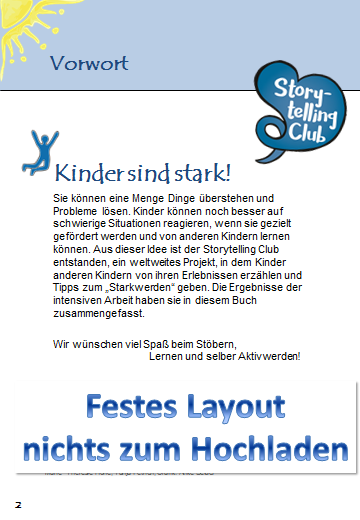 Vorwort
Story-
telling
Club
Kinder sind stark!
Sie können eine Menge Dinge überstehen und
Probleme lösen. Kinder können noch besser auf
schwierige Situationen reagieren, wenn sie gezielt
gefördert werden und von anderen Kindern lernen
können. Aus dieser Idee ist der Storytelling Club
entstanden, ein weltweites Projekt, in dem Kinder
anderen Kindern von ihren Erlebnissen erzählen und
Tipps zum „Starkwerden“ geben. Die Ergebnisse der
intensiven Arbeit haben sie in diesem Buch
zusammengefasst.
Wir wünschen viel Spaß beim Stöbern,
Lernen und selber Aktivwerden!
Festes Layout
nichts zum Hochladen
2